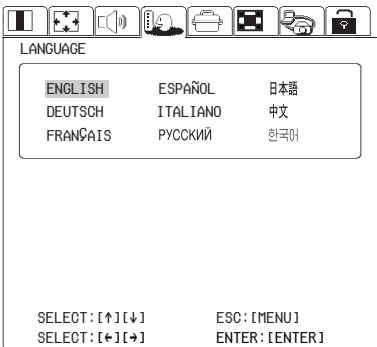 LANGUAGE
ENGLISH ESPAÑOL 日本語
DEUTSCH ITALIANO 中文
FRANÇAIS РУССКИЙ 한국어
SELECT:[↑][↓] ESC:[MENU]
SELECT:[←][→] ENTER:[ENTER]